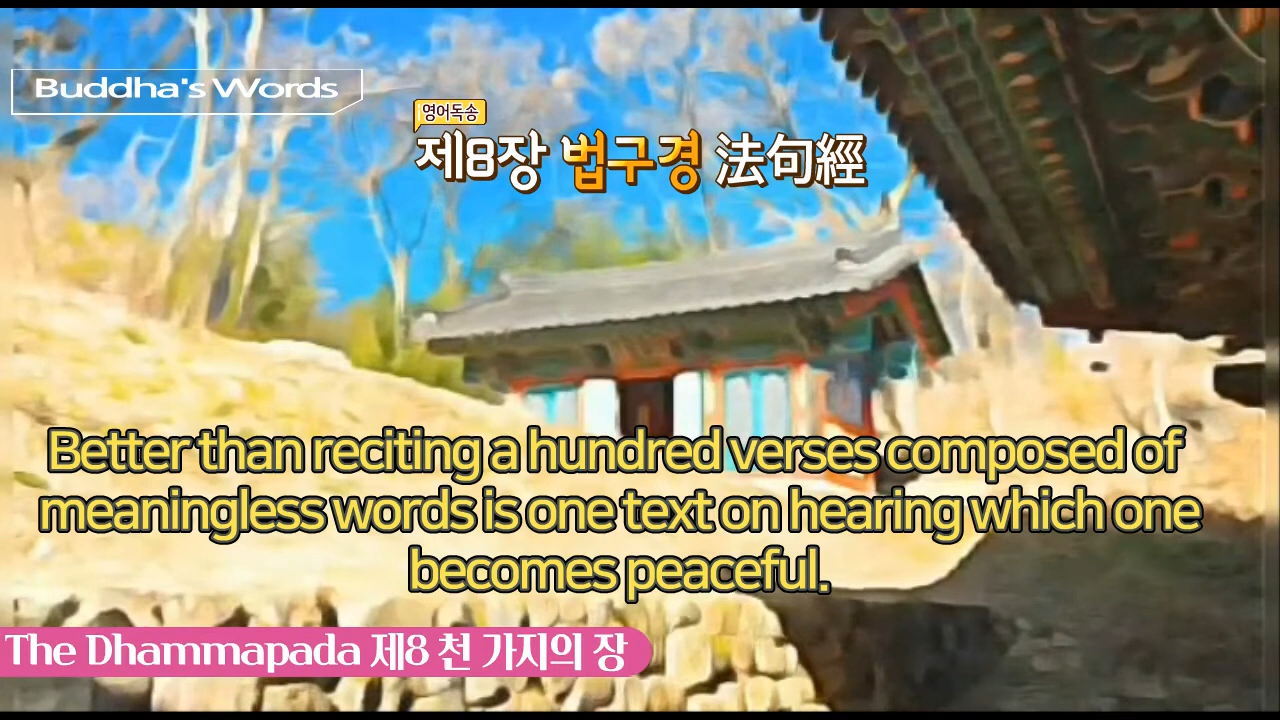 Buddha's Words
영어독송
제8장 법구경 法句經
Better than reciting a hundred verses composed of
meaningless words is one text on hearing which one
becomes peaceful.
The Dhammapada 제8 천 가지의 장